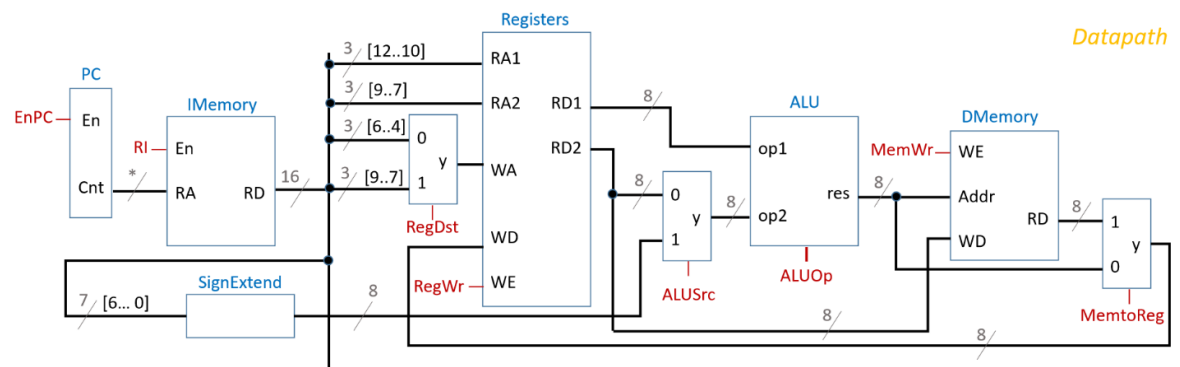 Registers
Datapath
3 [12..10]
RA1
PC
3 [9..7]
RA2
RD1
8
ALU
IMemory
EnPC
En
3 [6..4]
0
DMemory
RI
En
y
RD2
op1
MemWr
WE
Cnt
*
RA
RD
16
3 [9..7]
1
WA
8
0
y
8
op2
res
8
Addr
RD
8
1
y
RegDst
WD
1
WD
0
SignExtend
RegWr
WE
ALUSrc
ALUOp
MemtoReg
7 [6... 0]
8
8
8